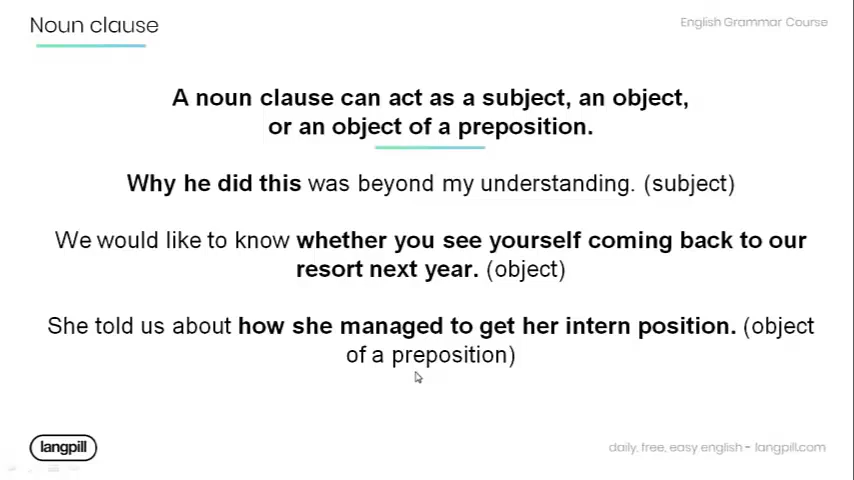 Noun clause
English Grammar Course
A noun clause can act as a subject, an object,
or an object of a preposition.
Why he did this was beyond my understanding. (subject)
We would like to know whether you see yourself coming back to our
resort next year. (object)
She told us about how she managed to get her intern position. (object
of a preposition)
langpill
daily, free, easy english - langpill.com